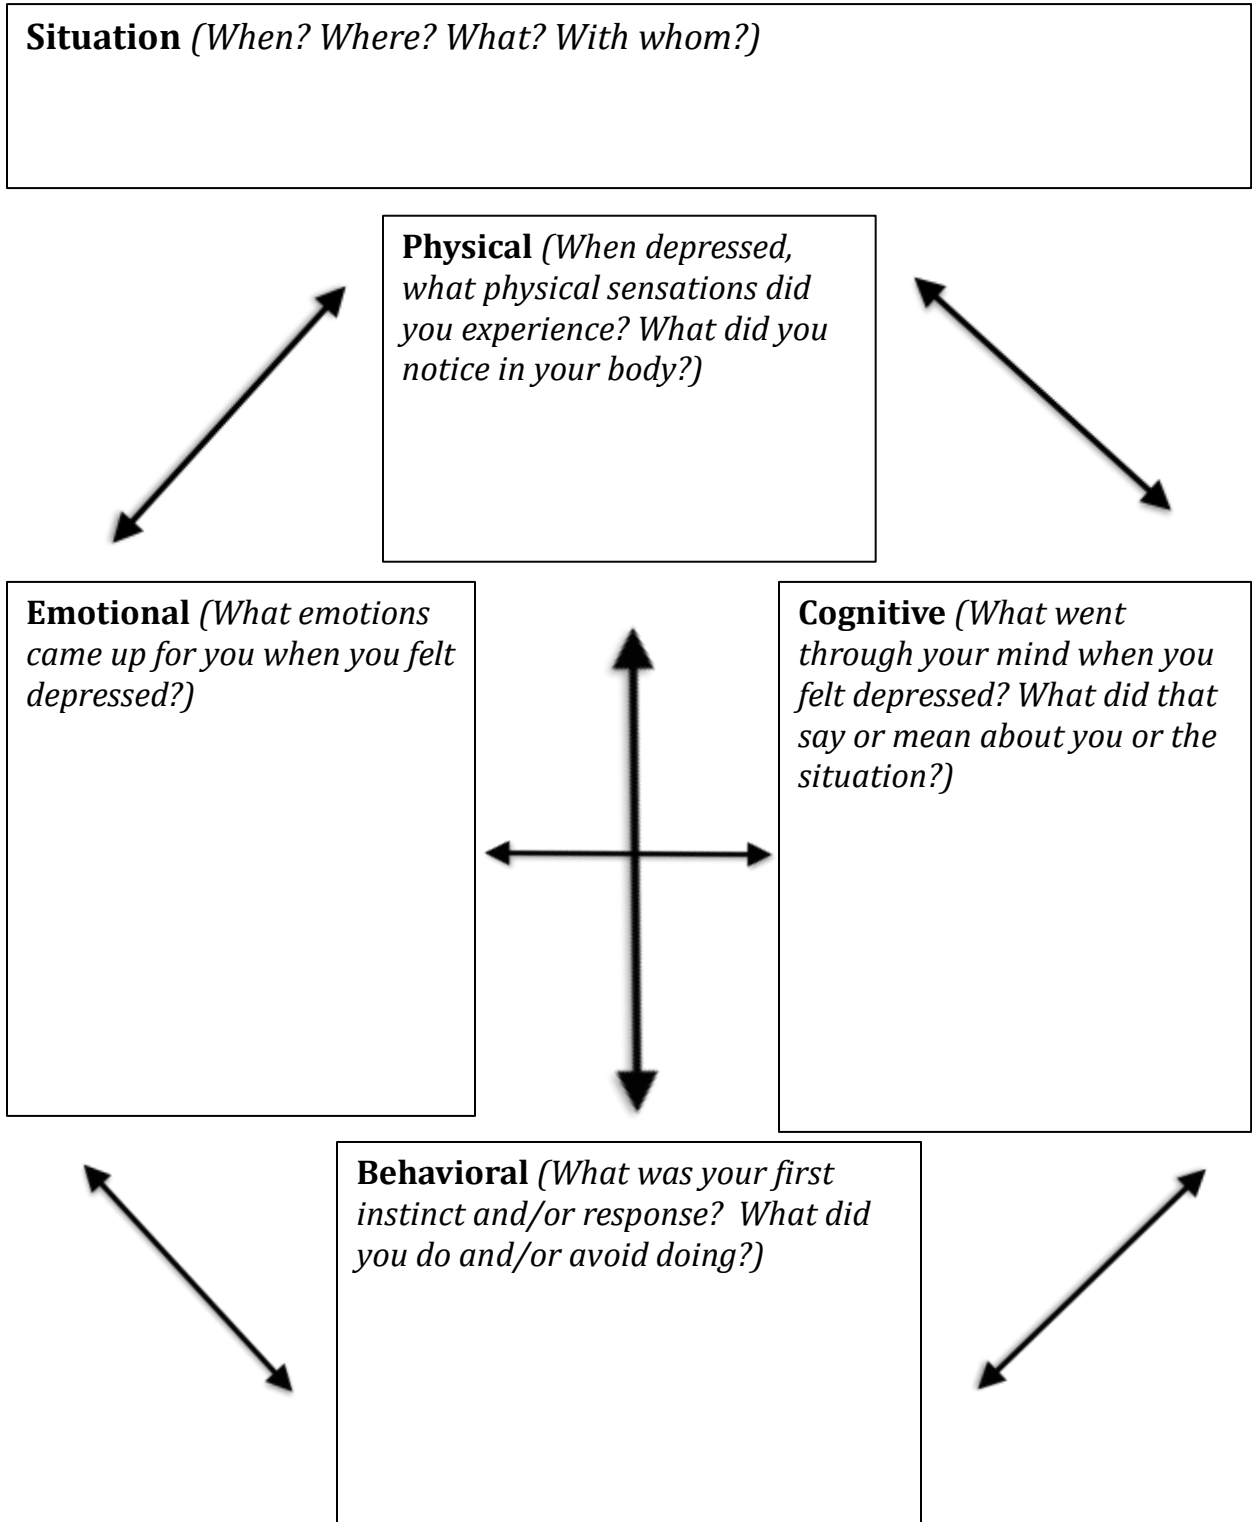 Situation (When? Where? What? With whom?)
Physical (When depressed,
what physical sensations did
you experience? What did you
notice in your body?)
Emotional (What emotions
came up for you when you felt
depressed?)
Cognitive (What went
through your mind when you
felt depressed? What did that
say or mean about you or the
situation?)
Behavioral (What was your first
instinct and/or response?  What did
you do and/or avoid doing?)